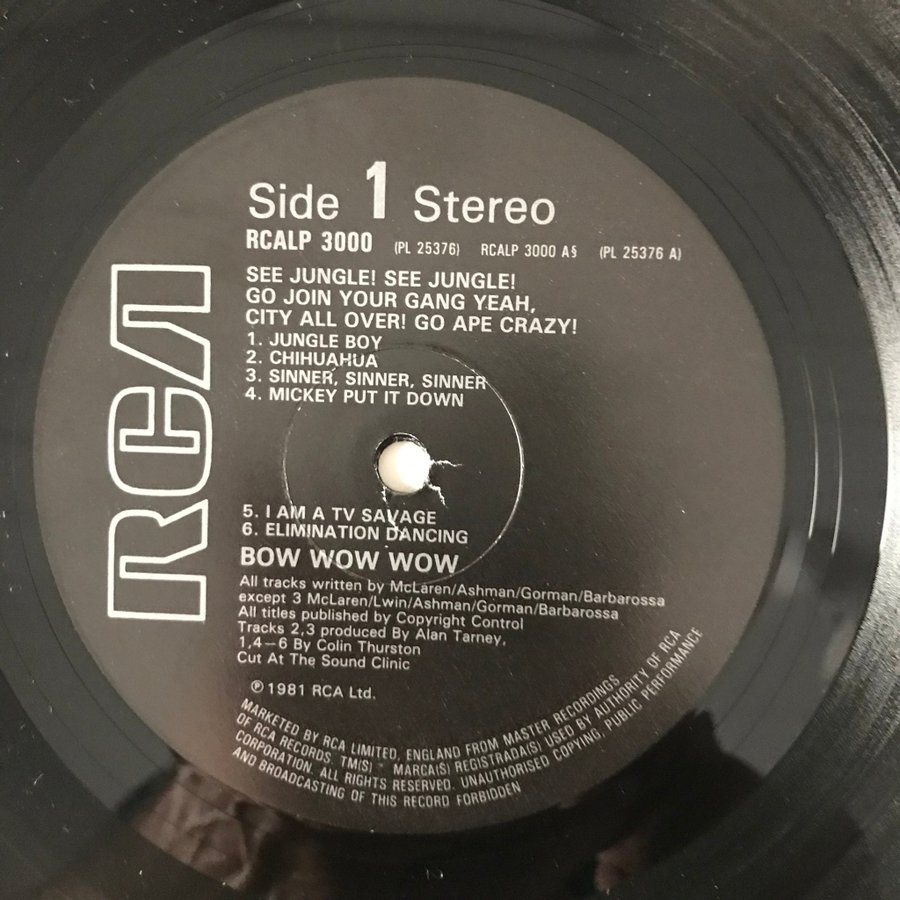 RCA
Side 1 Stereo
RCALP 3000 (PL 25376) RCALP 3000 A§ (PL 25376 A)
SEE JUNGLE! SEE JUNGLE!
GO JOIN YOUR GANG YEAH,
CITY ALL OVER! GO APE CRAZY!
1. JUNGLE BOY
2. CHIHUAHUA
3. SINNER, SINNER, SINNER
4. MICKEY PUT IT DOWN
5. I AM A TV SAVAGE
6. ELIMINATION DANCING
BOW WOW WOW
All tracks written by McLaren/Ashman/Gorman/Barbarossa
except 3 McLaren/Lwin/Ashman/Gorman/Barbarossa
All titles published by Copyright Control
Tracks 2,3 produced By Alan Tarney,
1,4–6 By Colin Thurston
Cut At The Sound Clinic
℗ 1981 RCA Ltd.
MARKETED BY RCA LIMITED, ENGLAND FROM MASTER RECORDINGS
OF RCA RECORDS. TM(S) - MARCA(S) REGISTRADA(S) USED BY AUTHORITY OF RCA
CORPORATION. ALL RIGHTS RESERVED. UNAUTHORISED COPYING, PUBLIC PERFORMANCE
AND BROADCASTING OF THIS RECORD FORBIDDEN